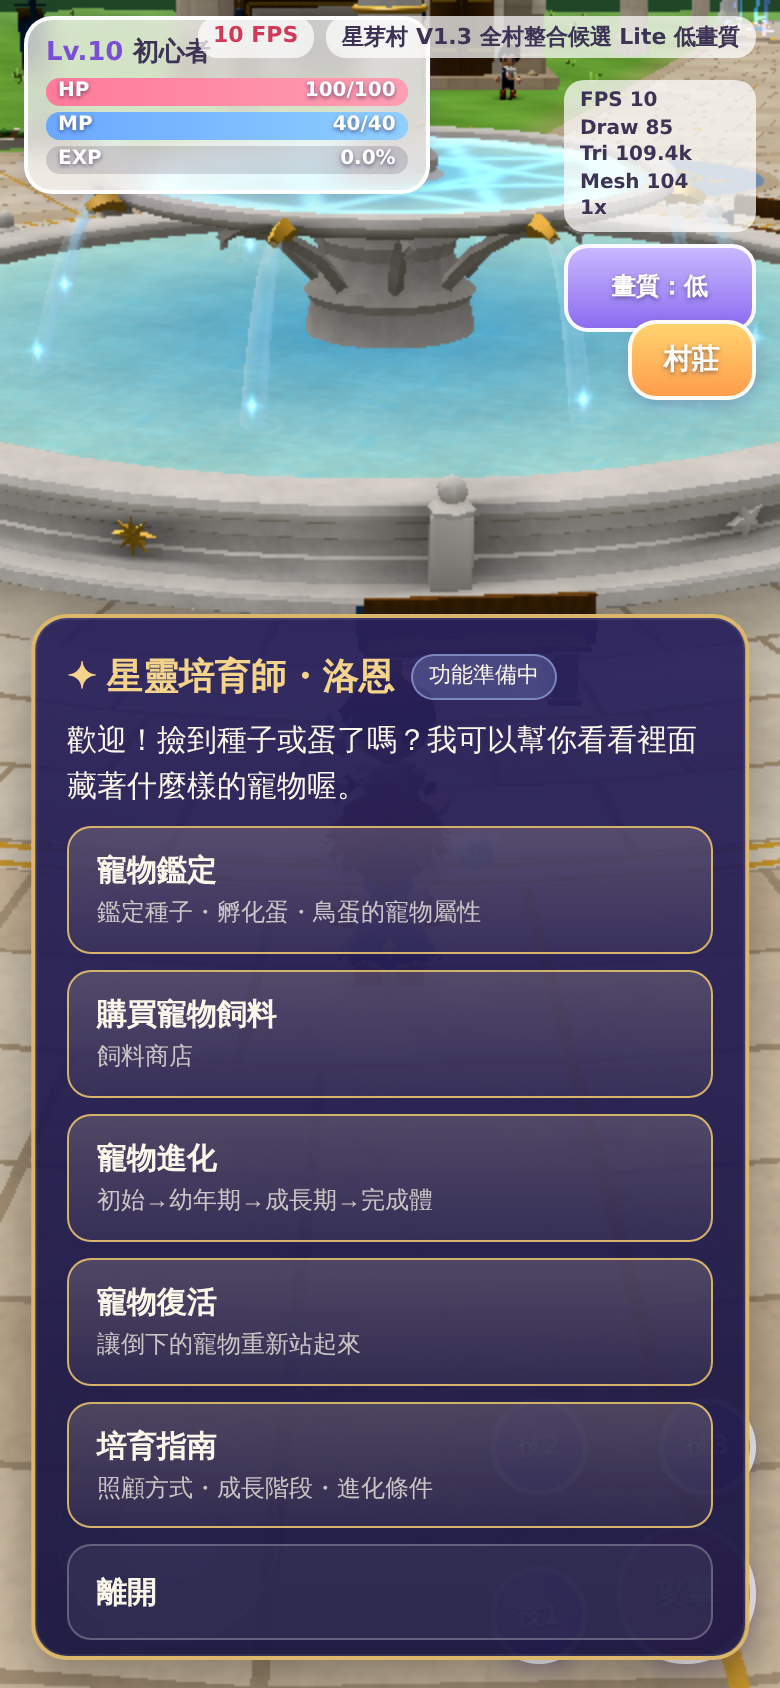 Lv.10 初心者
10 FPS
星芽村 V1.3 全村整合候選 Lite 低畫質
HP 100/100
MP 40/40
EXP 0.0%
FPS 10
Draw 85
Tri 109.4k
Mesh 104
1x
畫質：低
村莊
✦ 星靈培育師・洛恩 功能準備中
歡迎！撿到種子或蛋了嗎？我可以幫你看看裡面
藏著什麼樣的寵物喔。
寵物鑑定
鑑定種子・孵化蛋・鳥蛋的寵物屬性
購買寵物飼料
飼料商店
寵物進化
初始→幼年期→成長期→完成體
寵物復活
讓倒下的寵物重新站起來
培育指南
照顧方式・成長階段・進化條件
技2
技3
離開
技1
攻擊